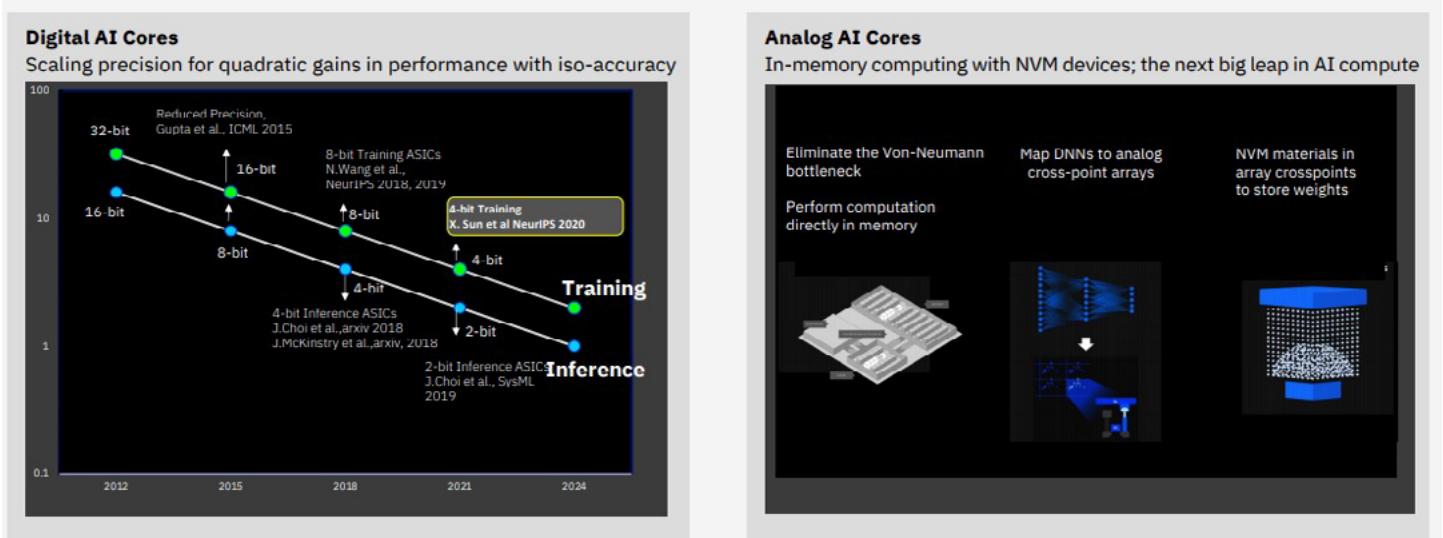 Digital AI Cores
Scaling precision for quadratic gains in performance with iso-accuracy
100
10
1
0.1
2012
2015
2018
2021
2024
32-bit
16-bit
8-bit
4-bit
16-bit
8-bit
4-bit
2-bit
Reduced Precision,
Gupta et al., ICML 2015
8-bit Training ASICs
N.Wang et al.,
NeurIPS 2018, 2019
4-bit Training
X. Sun et al NeurIPS 2020
Training
4-bit Inference ASICs
J.Choi et al.,arxiv 2018
J.McKinstry et al.,arxiv, 2018
2-bit Inference ASICs
J.Choi et al., SysML
2019
Inference
Analog AI Cores
In-memory computing with NVM devices; the next big leap in AI compute
Eliminate the Von-Neumann
bottleneck
Perform computation
directly in memory
Map DNNs to analog
cross-point arrays
NVM materials in
array crosspoints
to store weights